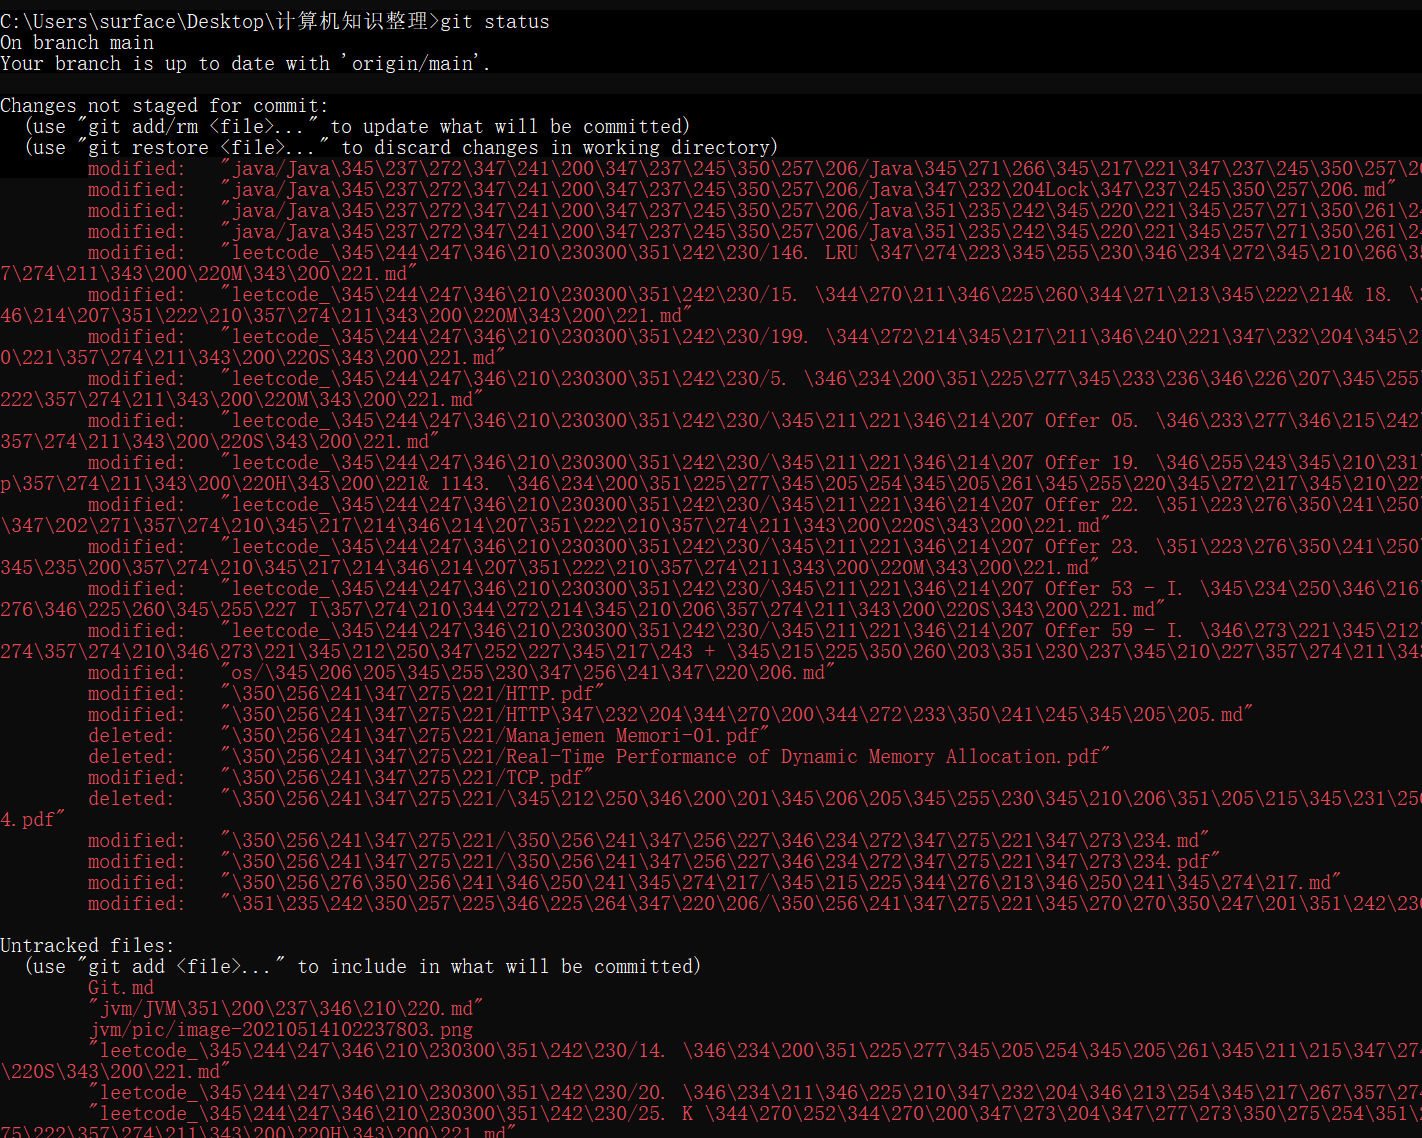 C:\Users\surface\Desktop\计算机知识整理>git status
On branch main
Your branch is up to date with 'origin/main'.
Changes not staged for commit:
(use "git add/rm <file>..." to update what will be committed)
(use "git restore <file>..." to discard changes in working directory)
modified: "java/Java\345\237\272\347\241\200\347\237\245\350\257\206/Java\345\271\266\345\217\221\347\237\245\350\257\20
modified: "java/Java\345\237\272\347\241\200\347\237\245\350\257\206/Java\347\232\204Lock\347\237\245\350\257\206.md"
modified: "java/Java\345\237\272\347\241\200\347\237\245\350\257\206/Java\351\235\242\345\220\221\345\257\271\350\261\2
modified: "java/Java\345\237\272\347\241\200\347\237\245\350\257\206/Java\351\235\242\345\220\221\345\257\271\350\261\2
modified: "leetcode_\345\244\247\346\210\230300\351\242\230/146. LRU \347\274\223\345\255\230\346\234\272\345\210\266\3
7\274\211\343\200\220M\343\200\221.md"
modified: "leetcode_\345\244\247\346\210\230300\351\242\230/15. \344\270\211\346\225\260\344\271\213\345\222\214& 18. \
46\214\207\351\222\210\357\274\211\343\200\220M\343\200\221.md"
modified: "leetcode_\345\244\247\346\210\230300\351\242\230/199. \344\272\214\345\217\211\346\240\221\347\232\204\345\2
0\221\357\274\211\343\200\220S\343\200\221.md"
modified: "leetcode_\345\244\247\346\210\230300\351\242\230/5. \346\234\200\351\225\277\345\233\236\346\226\207\345\255
222\357\274\211\343\200\220M\343\200\221.md"
modified: "leetcode_\345\244\247\346\210\230300\351\242\230/\345\211\221\346\214\207 Offer 05. \346\233\277\346\215\242
357\274\211\343\200\220S\343\200\221.md"
modified: "leetcode_\345\244\247\346\210\230300\351\242\230/\345\211\221\346\214\207 Offer 19. \346\255\243\345\210\231
p\357\274\211\343\200\220H\343\200\221& 1143. \346\234\200\351\225\277\345\205\254\345\205\261\345\255\220\345\272\217\345\210\227
modified: "leetcode_\345\244\247\346\210\230300\351\242\230/\345\211\221\346\214\207 Offer 22. \351\223\276\350\241\250
\347\202\271\357\274\210\345\217\214\346\214\207\351\222\210\357\274\211\343\200\220S\343\200\221.md"
modified: "leetcode_\345\244\247\346\210\230300\351\242\230/\345\211\221\346\214\207 Offer 23. \351\223\276\350\241\250
345\235\200\357\274\210\345\217\214\346\214\207\351\222\210\357\274\211\343\200\220M\343\200\221.md"
modified: "leetcode_\345\244\247\346\210\230300\351\242\230/\345\211\221\346\214\207 Offer 53 - I. \345\234\250\346\216
276\346\225\260\345\255\227 I\357\274\210\344\272\214\345\210\206\357\274\211\343\200\220S\343\200\221.md"
modified: "leetcode_\345\244\247\346\210\230300\351\242\230/\345\211\221\346\214\207 Offer 59 - I. \346\273\221\345\212
274\357\274\210\346\273\221\345\212\250\347\252\227\345\217\243 + \345\215\225\350\260\203\351\230\237\345\210\227\357\274\211\343
modified: "os/\345\206\205\345\255\230\347\256\241\347\220\206.md"
modified: "\350\256\241\347\275\221/HTTP.pdf"
modified: "\350\256\241\347\275\221/HTTP\347\232\204\344\270\200\344\272\233\350\241\245\345\205\205.md"
deleted: "\350\256\241\347\275\221/Manajemen Memori-01.pdf"
deleted: "\350\256\241\347\275\221/Real-Time Performance of Dynamic Memory Allocation.pdf"
modified: "\350\256\241\347\275\221/TCP.pdf"
deleted: "\350\256\241\347\275\221/\345\212\250\346\200\201\345\206\205\345\255\230\345\210\206\351\205\215\345\231\250
4.pdf"
modified: "\350\256\241\347\275\221/\350\256\241\347\256\227\346\234\272\347\275\221\347\273\234.md"
modified: "\350\256\241\347\275\221/\350\256\241\347\256\227\346\234\272\347\275\221\347\273\234.pdf"
modified: "\350\256\276\350\256\241\346\250\241\345\274\217/\345\215\225\344\276\213\346\250\241\345\274\217.md"
modified: "\351\235\242\350\257\225\346\225\264\347\220\206/\350\256\241\347\275\221\345\270\270\350\247\201\351\242\230
Untracked files:
(use "git add <file>..." to include in what will be committed)
Git.md
"jvm/JVM\351\200\237\346\210\220.md"
jvm/pic/image-20210514102237803.png
"leetcode_\345\244\247\346\210\230300\351\242\230/14. \346\234\200\351\225\277\345\205\254\345\205\261\345\211\215\347\274
\220S\343\200\221.md"
"leetcode_\345\244\247\346\210\230300\351\242\230/20. \346\234\211\346\225\210\347\232\204\346\213\254\345\217\267\357\274
"leetcode_\345\244\247\346\210\230300\351\242\230/25. K \344\270\252\344\270\200\347\273\204\347\277\273\350\275\254\351\2
75\222\357\274\211\343\200\220H\343\200\221.md"